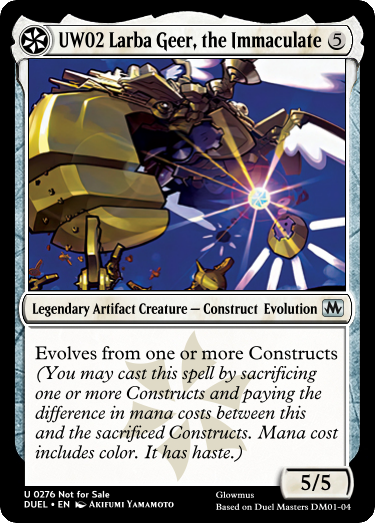 UW02 Larba Geer, the Immaculate 5
Legendary Artifact Creature — Construct Evolution
Evolves from one or more Constructs
(You may cast this spell by sacrificing
one or more Constructs and paying the
difference in mana costs between this
and the sacrificed Constructs. Mana cost
includes color. It has haste.)
5/5
U 0276 Not for Sale
DUEL • EN Akifumi Yamamoto
Glowmus
Based on Duel Masters DM01-04